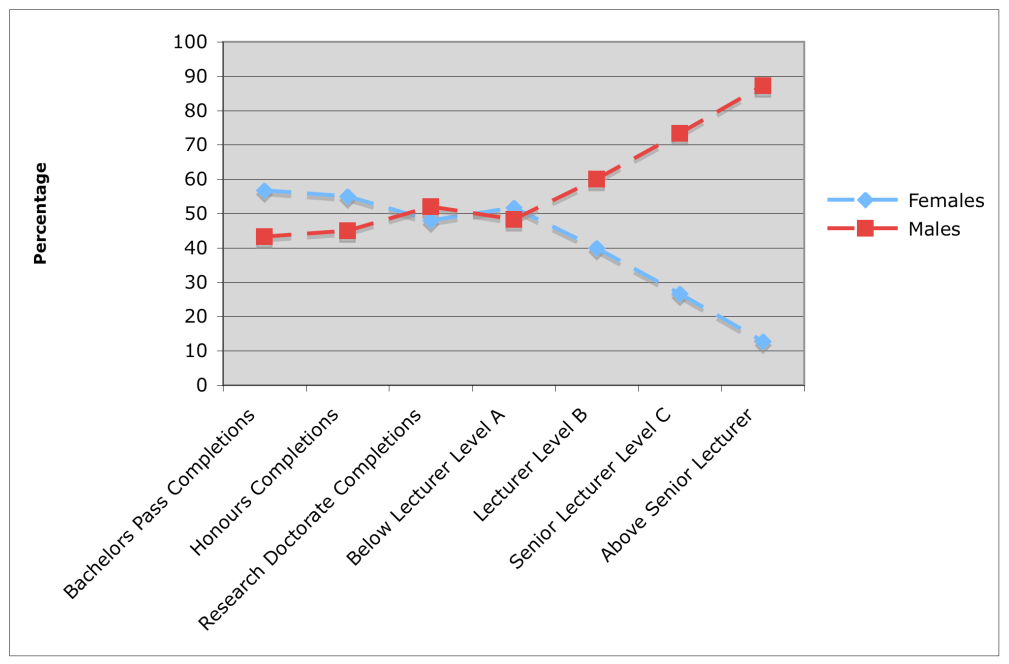 Percentage
100
90
80
70
60
50
40
30
20
10
0
Bachelors Pass Completions
Honours Completions
Research Doctorate Completions
Below Lecturer Level A
Lecturer Level B
Senior Lecturer Level C
Above Senior Lecturer
Females
Males